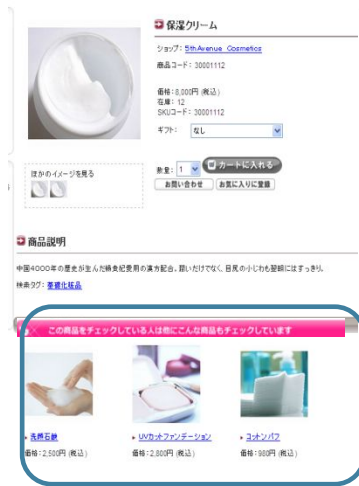 保湿クリーム
ショップ: 5thAvenue Cosmetics
商品コード: 30001112
価格:8,000円 (税込)
在庫: 12
SKUコード: 30001112
ギフト: なし
数量: 1 カートに入れる
ほかのイメージを見る
お問い合わせ お気に入りに登録
商品説明
中国4000年の歴史が生んだ楊貴妃愛用の漢方配合。潤いだけでなく、目尻の小じわも翌朝にはすっきり。
検索タグ: 基礎化粧品
この商品をチェックしている人は他にこんな商品もチェックしています
洗顔石鹸 UVカットファンデーション コットンパフ
価格:2,500円 (税込) 価格:2,800円 (税込) 価格:980円 (税込)